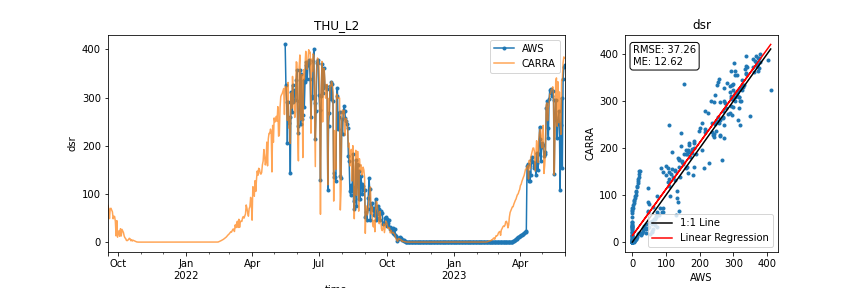 THU_L2
dsr
400
300
200
100
0
dsr
AWS
CARRA
Oct
Jan
2022
Apr
Jul
Oct
Jan
2023
Apr
time
dsr
RMSE: 37.26
ME: 12.62
400
300
200
100
0
CARRA
1:1 Line
Linear Regression
0
100
200
300
400
AWS